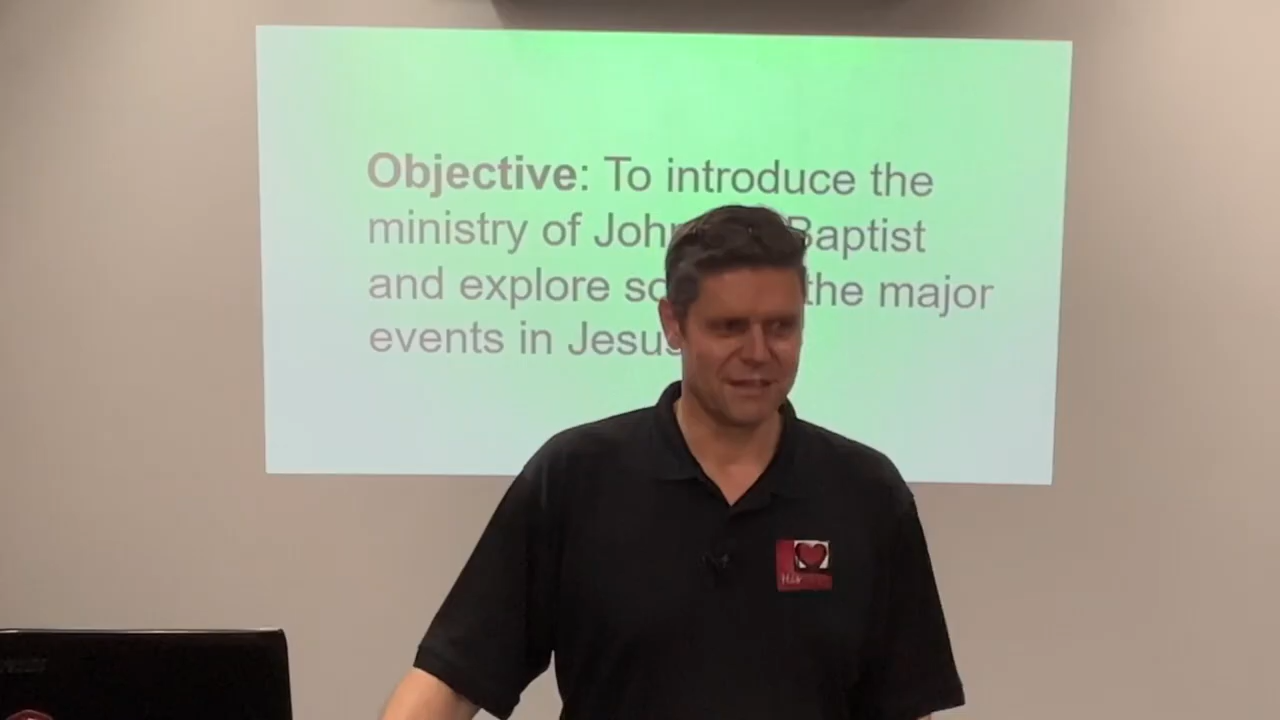 Objective: To introduce the
ministry of John Baptist
and explore the major
events in Jesus